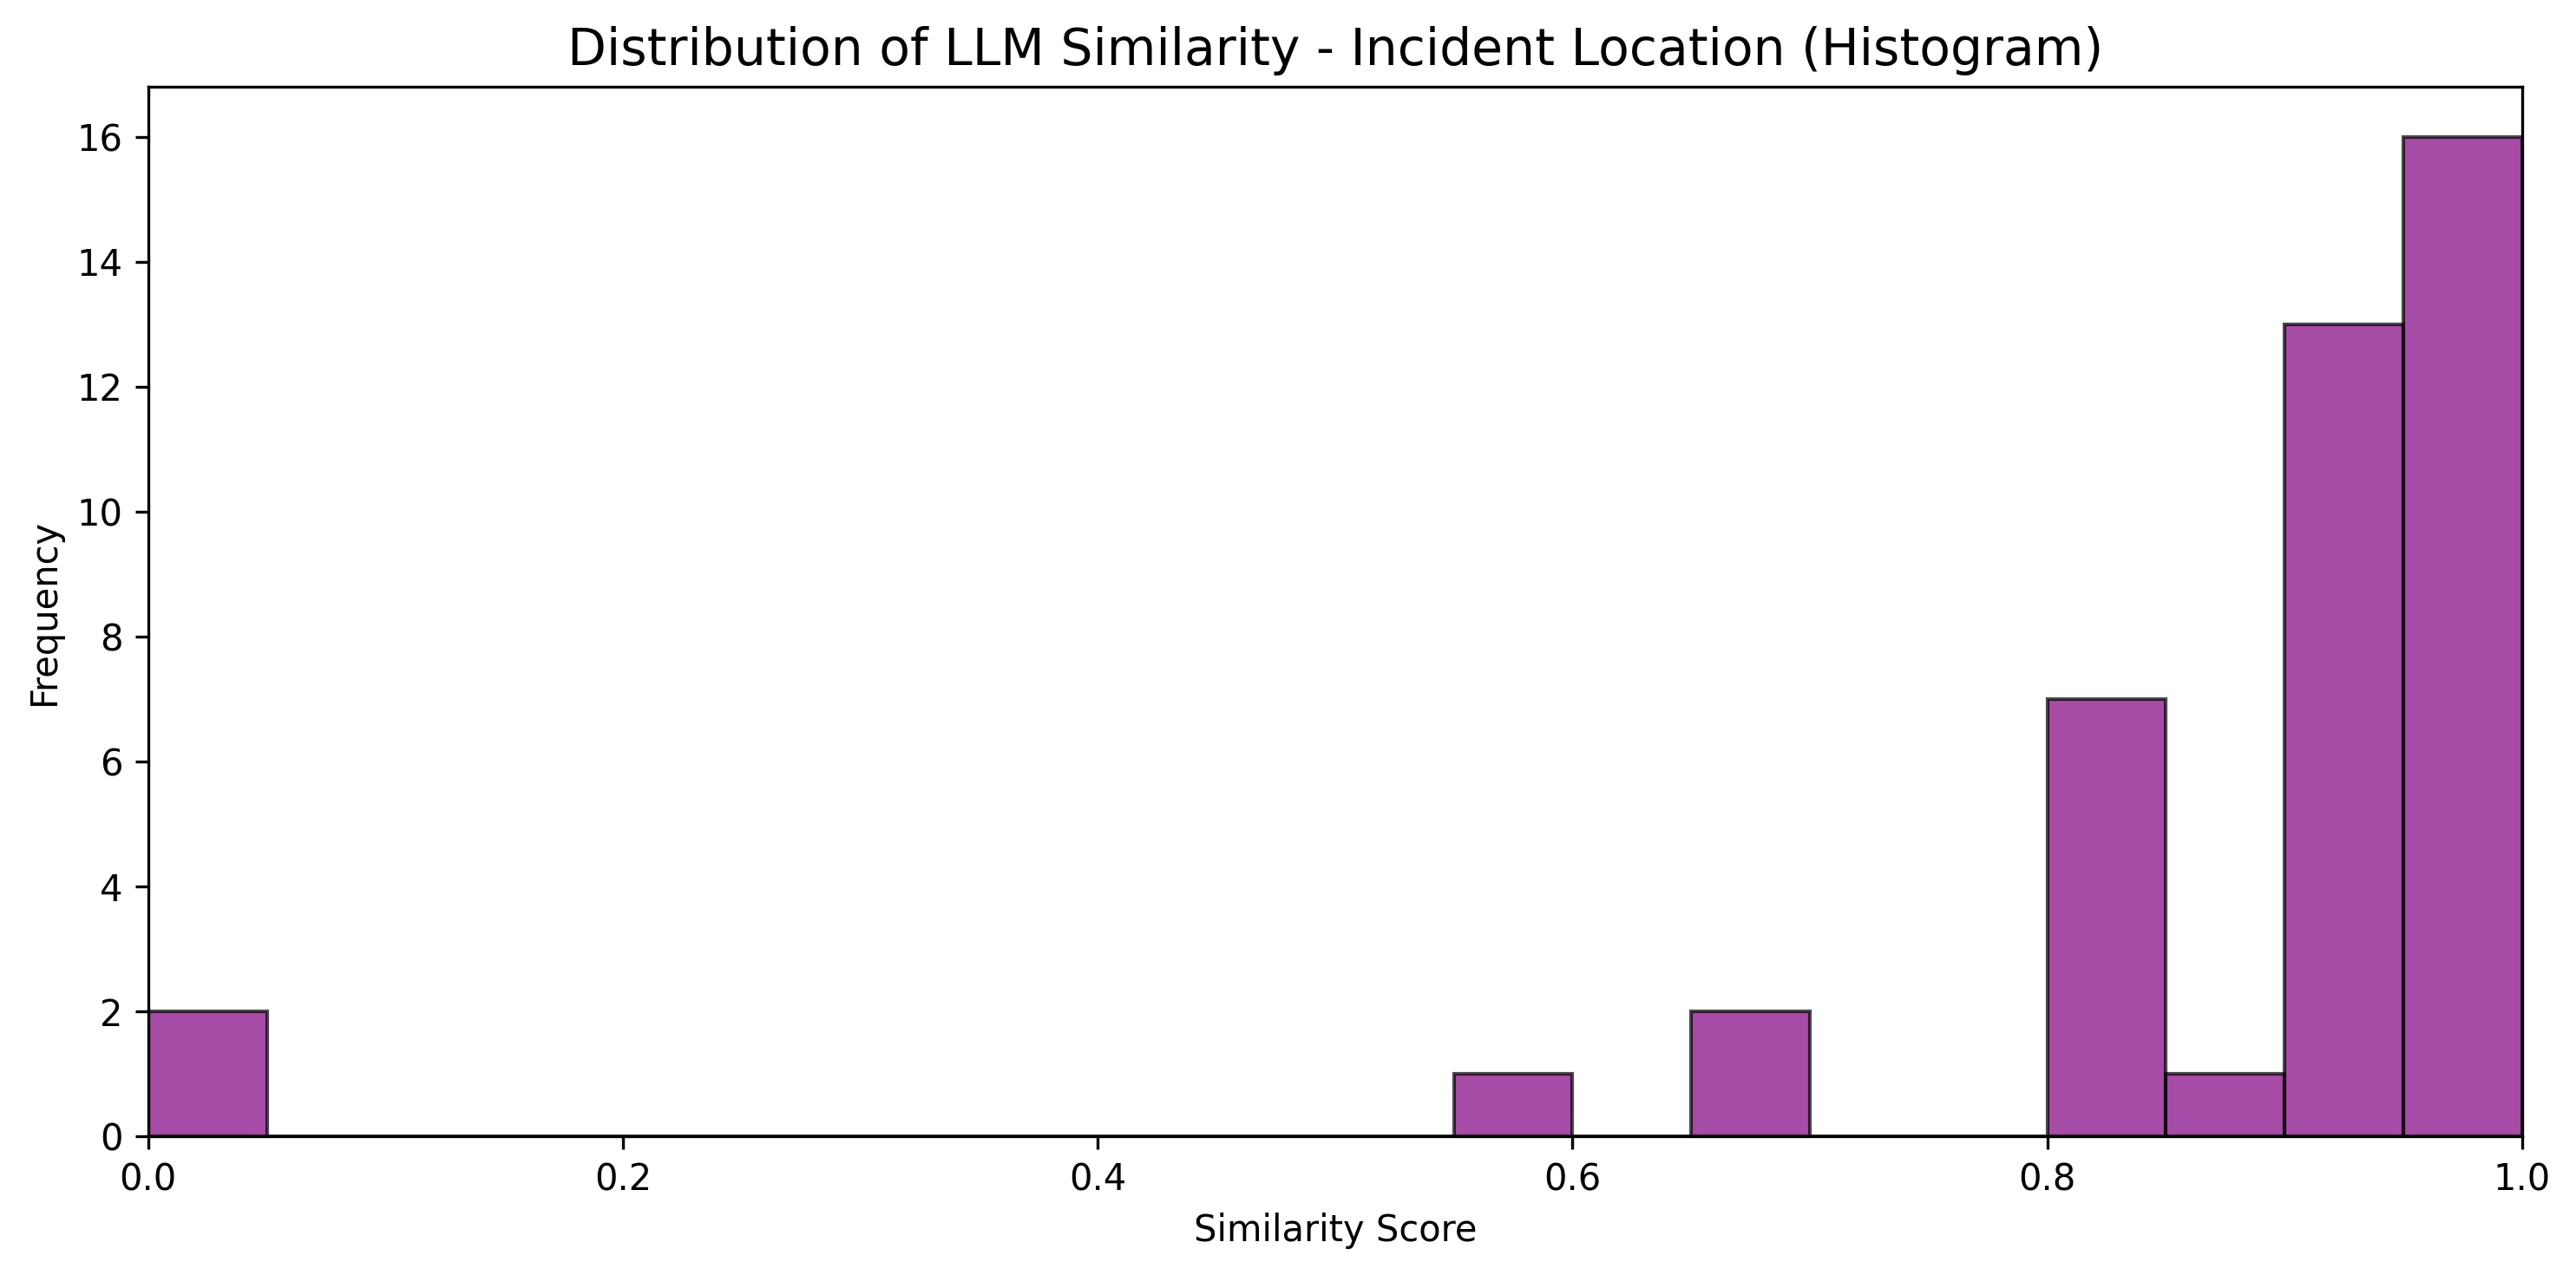 Distribution of LLM Similarity - Incident Location (Histogram)
16
14
12
10
8
6
4
2
0
Frequency
0.0 0.2 0.4 0.6 0.8 1.0
Similarity Score